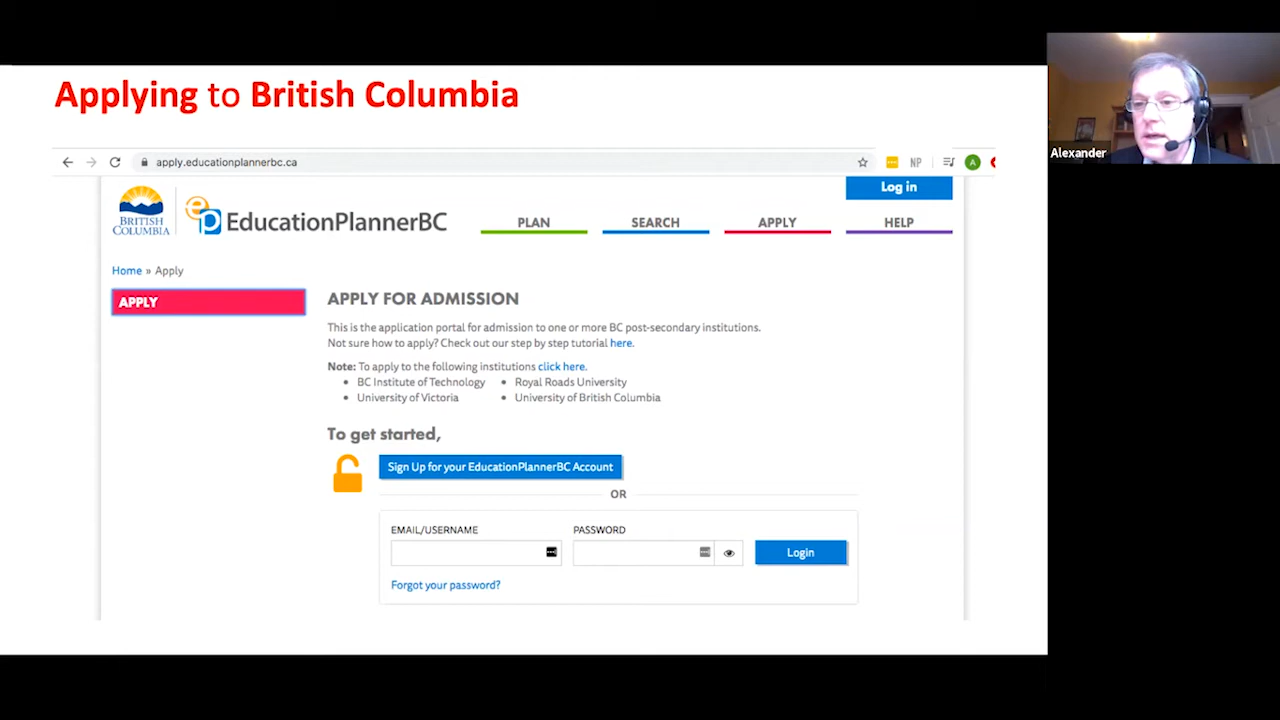 Applying to British Columbia
Alexander
apply.educationplannerbc.ca
NP
A
Log in
BRITISH
COLUMBIA
ep EducationPlannerBC
PLAN
SEARCH
APPLY
HELP
Home » Apply
APPLY
APPLY FOR ADMISSION
This is the application portal for admission to one or more BC post-secondary institutions.
Not sure how to apply? Check out our step by step tutorial here.
Note: To apply to the following institutions click here.
• BC Institute of Technology • Royal Roads University
• University of Victoria • University of British Columbia
To get started,
Sign Up for your EducationPlannerBC Account
OR
EMAIL/USERNAME
PASSWORD
Login
Forgot your password?